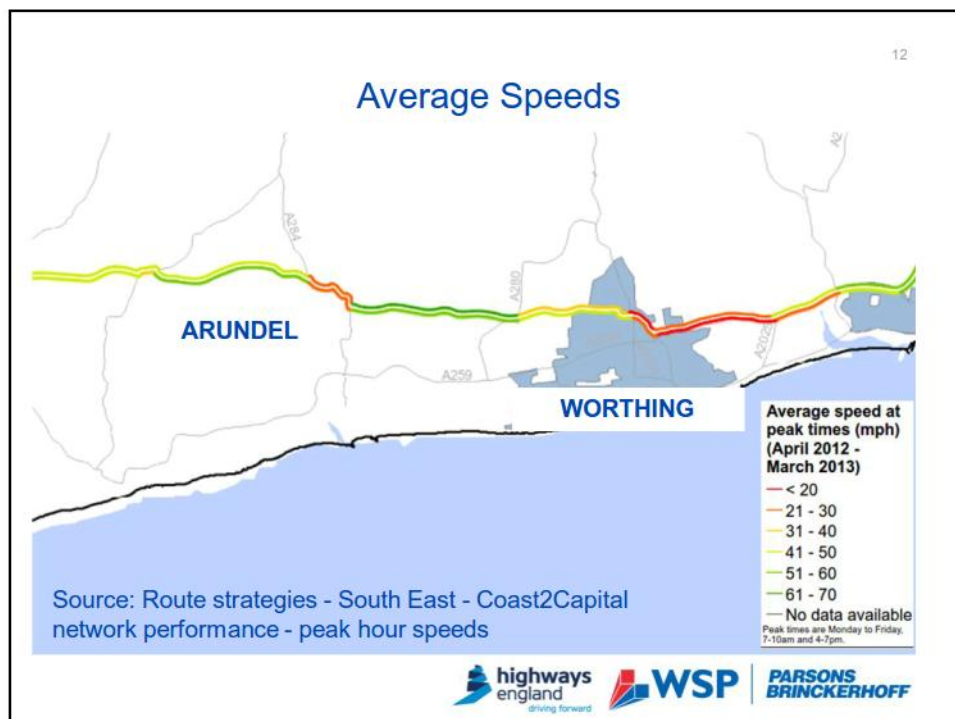 12
Average Speeds
A2
A284
A280
ARUNDEL
A259
A2025
WORTHING
Average speed at
peak times (mph)
(April 2012 -
March 2013)
< 20
21 - 30
31 - 40
41 - 50
51 - 60
61 - 70
No data available
Peak times are Monday to Friday,
7-10am and 4-7pm.
Source: Route strategies - South East - Coast2Capital
network performance - peak hour speeds
highways
england
driving forward
WSP
PARSONS
BRINCKERHOFF